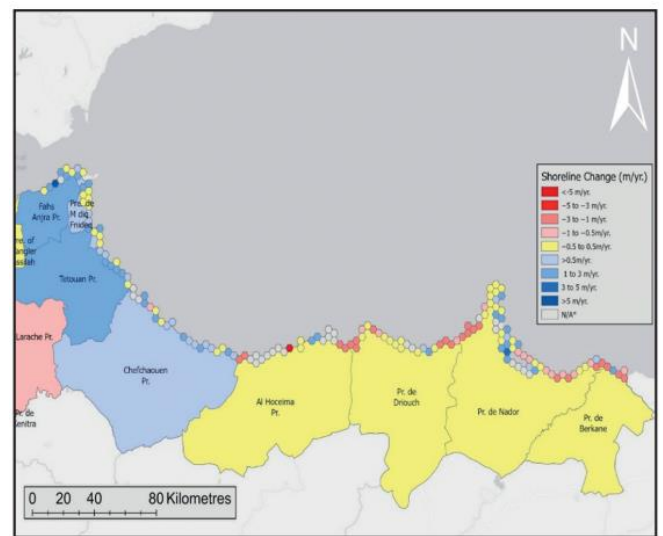 N
Shoreline Change (m/yr.)
<-5 m/yr.
-5 to -3 m/yr.
-3 to -1 m/yr.
-1 to -0.5m/yr.
-0.5 to 0.5m/yr.
>0.5m/yr.
1 to 3 m/yr.
3 to 5 m/yr.
>5 m/yr.
N/A*
Fahs
Anjra Pr.
Pre. de
M diq
Fnideq
Tetouan Pr.
Larache Pr.
Chefchaouen
Pr.
Al Hoceima
Pr.
Pr. de
Driouch
Pr. de Nador
Pr. de
Berkane
Pr. de
0 20 40 80 Kilometres